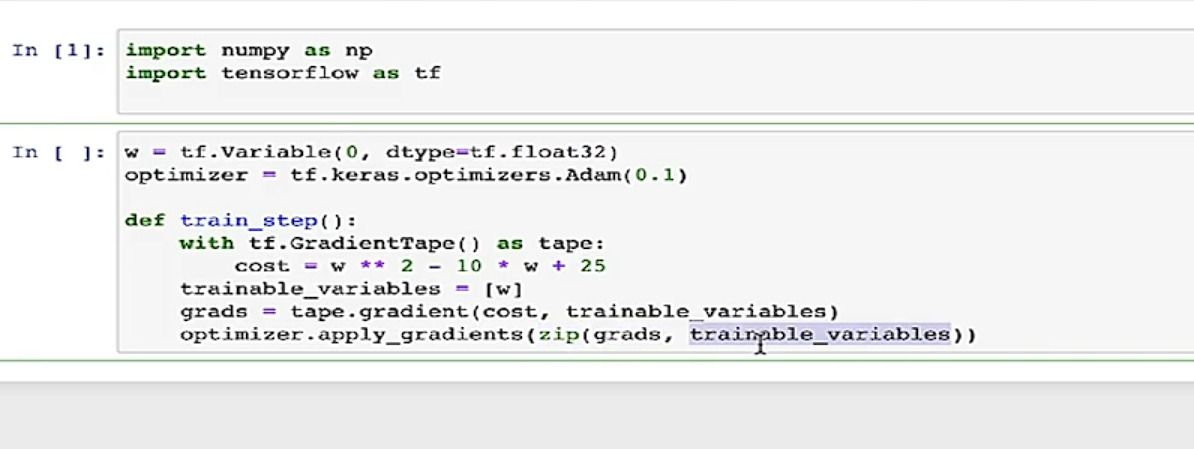 In [1]: import numpy as np
import tensorflow as tf
In [ ]: w = tf.Variable(0, dtype=tf.float32)
optimizer = tf.keras.optimizers.Adam(0.1)
def train_step():
with tf.GradientTape() as tape:
cost = w ** 2 - 10 * w + 25
trainable_variables = [w]
grads = tape.gradient(cost, trainable_variables)
optimizer.apply_gradients(zip(grads, trainable_variables))